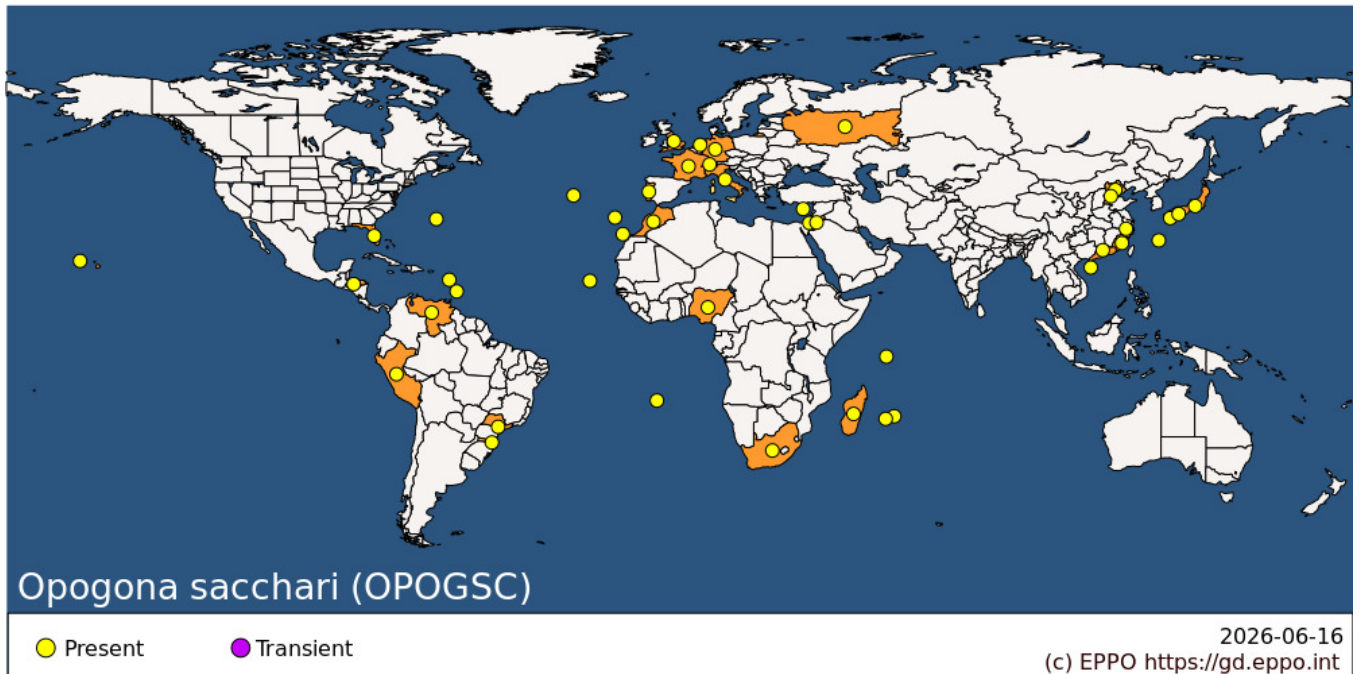 Opogona sacchari (OPOGSC)
Present
Transient
2026-06-16
(c) EPPO https://gd.eppo.int